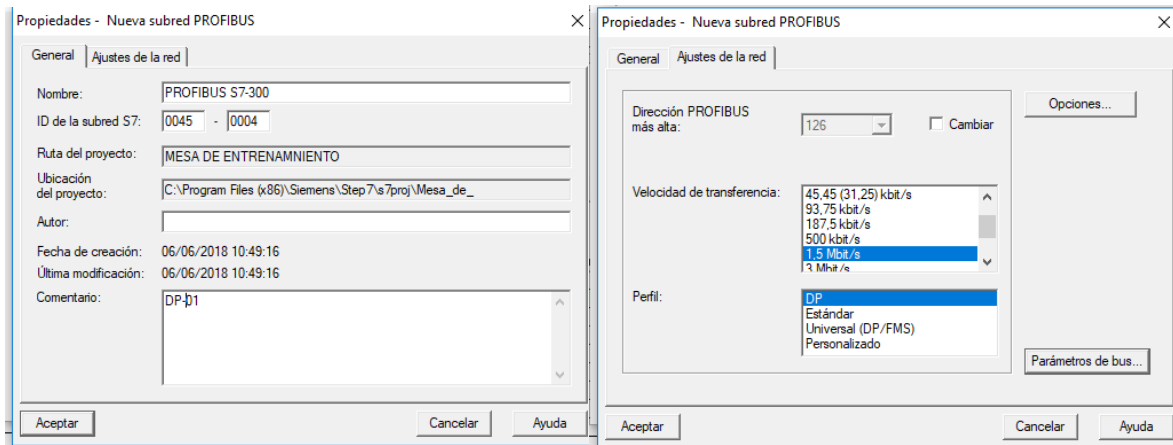 Propiedades - Nueva subred PROFIBUS
General
Ajustes de la red
Nombre:
PROFIBUS S7-300
ID de la subred S7:
0045 - 0004
Ruta del proyecto:
MESA DE ENTRENAMNIENTO
Ubicación
del proyecto:
C:\Program Files (x86)\Siemens\Step7\s7proj\Mesa_de_
Autor:
Fecha de creación: 06/06/2018 10:49:16
Última modificación: 06/06/2018 10:49:16
Comentario:
DP-01
Aceptar
Cancelar
Ayuda
Propiedades - Nueva subred PROFIBUS
General
Ajustes de la red
Dirección PROFIBUS
más alta:
126
Cambiar
Opciones...
Velocidad de transferencia:
45,45 (31,25) kbit/s
93,75 kbit/s
187,5 kbit/s
500 kbit/s
1,5 Mbit/s
3 Mbit/s
Perfil:
DP
Estándar
Universal (DP/FMS)
Personalizado
Parámetros de bus...
Aceptar
Cancelar
Ayuda